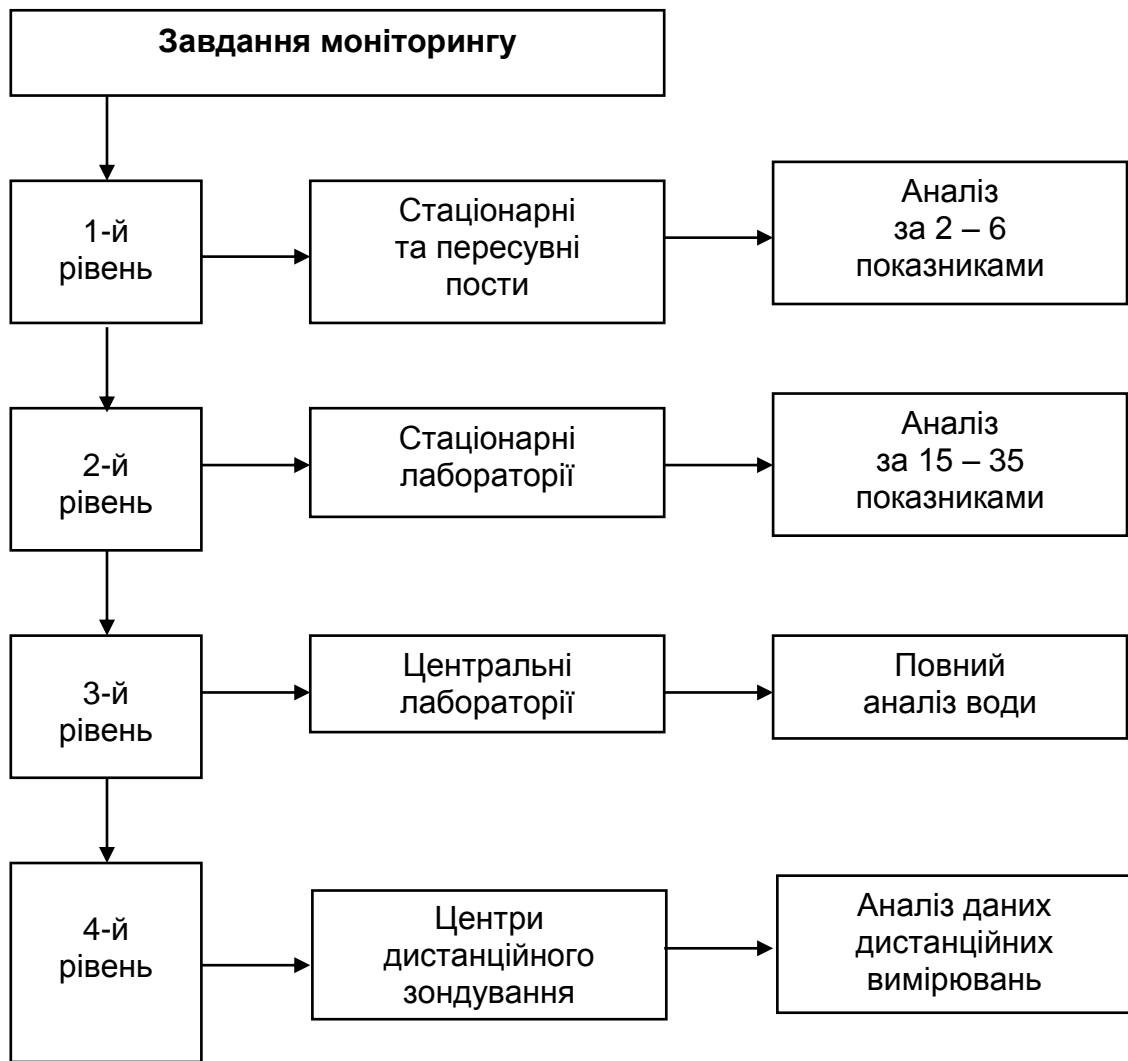 Завдання моніторингу
1-й
рівень
Стаціонарні
та пересувні
пости
Аналіз
за 2 – 6
показниками
2-й
рівень
Стаціонарні
лабораторії
Аналіз
за 15 – 35
показниками
3-й
рівень
Центральні
лабораторії
Повний
аналіз води
4-й
рівень
Центри
дистанційного
зондування
Аналіз даних
дистанційних
вимірювань